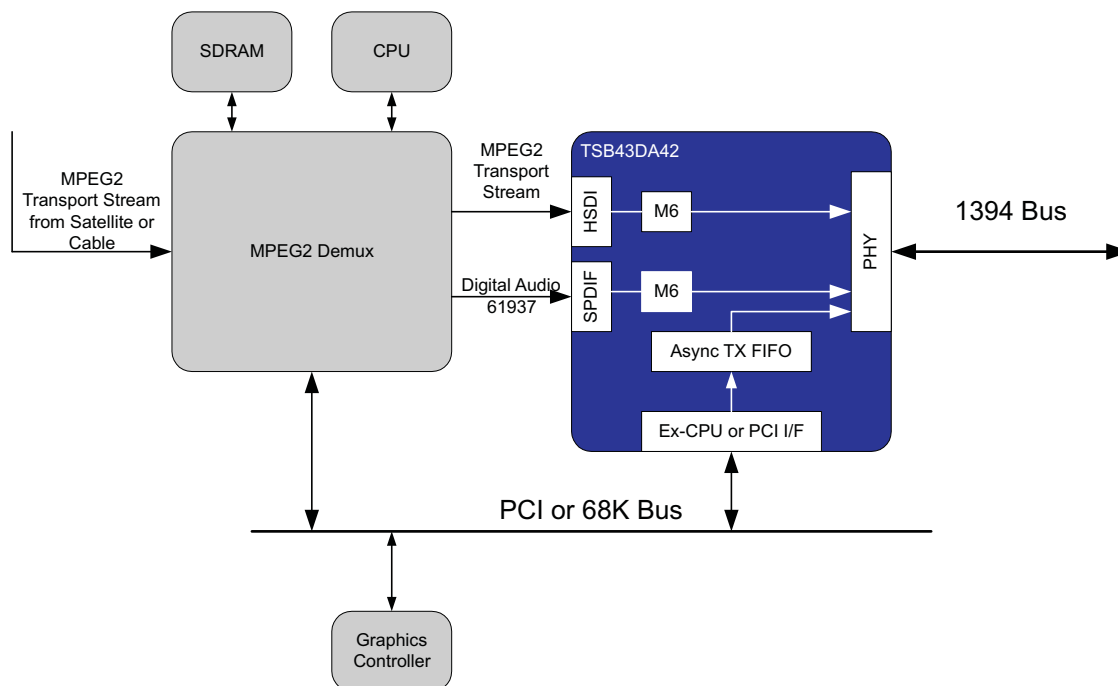 SDRAM
CPU
MPEG2
Transport Stream
from Satellite or
Cable
MPEG2 Demux
MPEG2
Transport
Stream
Digital Audio
61937
TSB43DA42
HSDI
M6
SPDIF
M6
PHY
Async TX FIFO
Ex-CPU or PCI I/F
1394 Bus
PCI or 68K Bus
Graphics
Controller